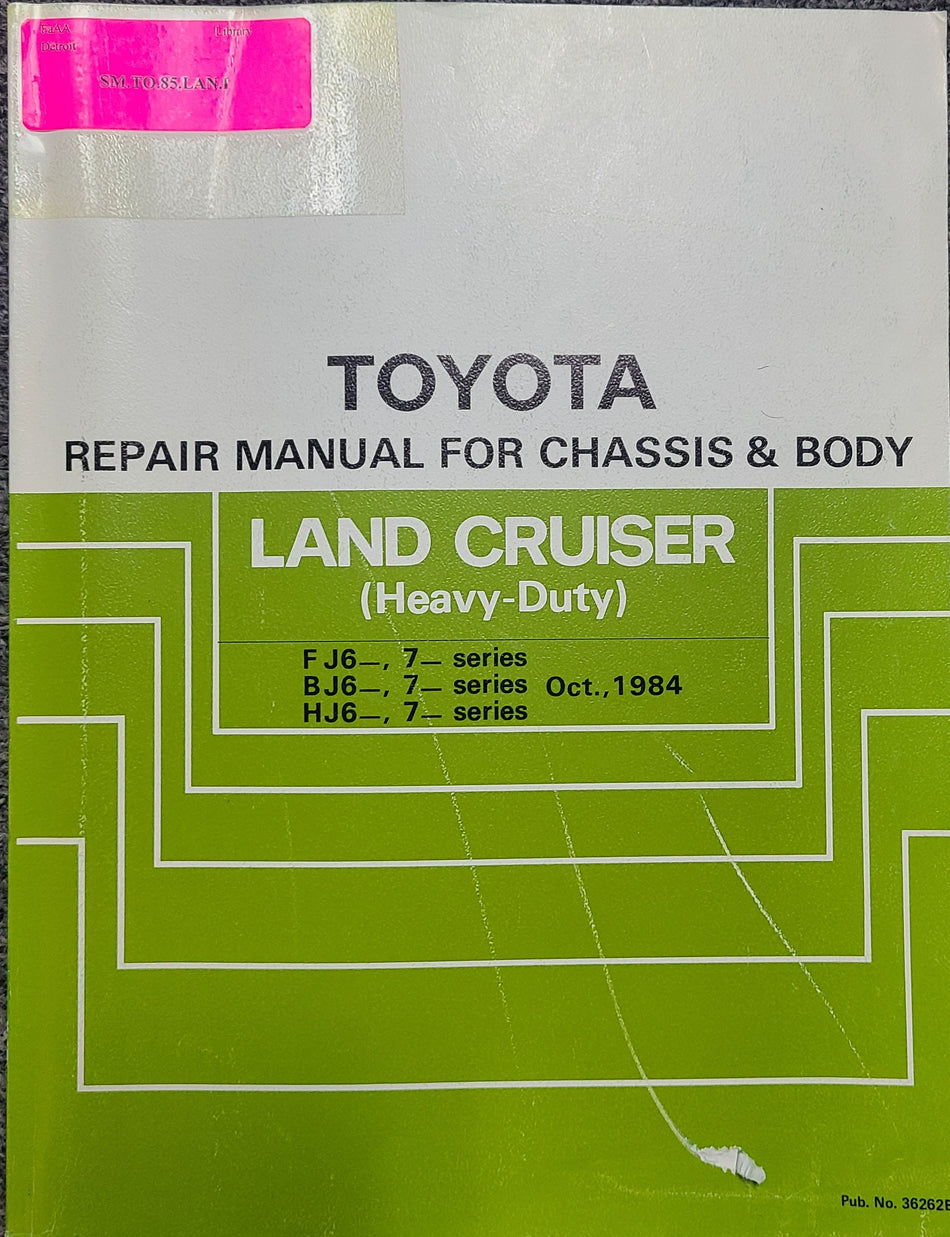 FaAA Library
Detroit
SM.TO.85.LAN.1
TOYOTA
REPAIR MANUAL FOR CHASSIS & BODY
LAND CRUISER
(Heavy-Duty)
FJ6—, 7— series
BJ6—, 7— series Oct.,1984
HJ6—, 7— series
Pub. No. 36262E